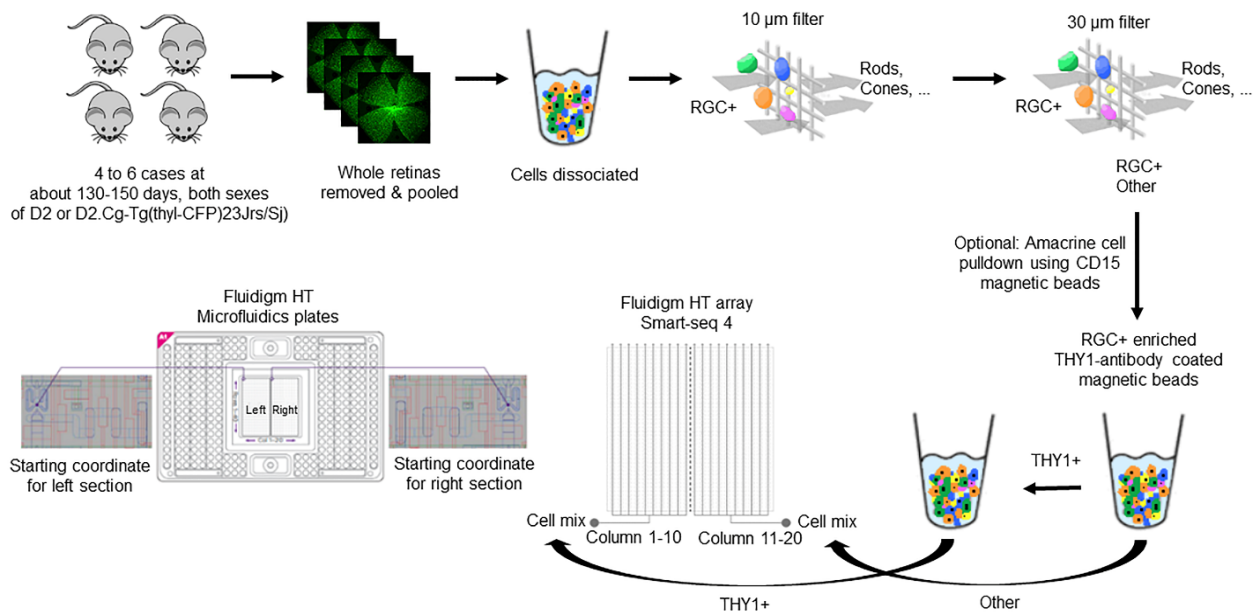 10 µm filter
30 µm filter
RGC+
Rods,
Cones, ...
RGC+
Rods,
Cones, ...
4 to 6 cases at
about 130-150 days, both sexes
of D2 or D2.Cg-Tg(thyl-CFP)23Jrs/Sj)
Whole retinas
removed & pooled
Cells dissociated
RGC+
Other
Optional: Amacrine cell
pulldown using CD15
magnetic beads
RGC+ enriched
THY1-antibody coated
magnetic beads
Fluidigm HT
Microfluidics plates
A1
Left
Right
Col 1-20
Starting coordinate
for left section
Starting coordinate
for right section
Fluidigm HT array
Smart-seq 4
Cell mix
Column 1-10
Column 11-20
Cell mix
THY1+
THY1+
Other